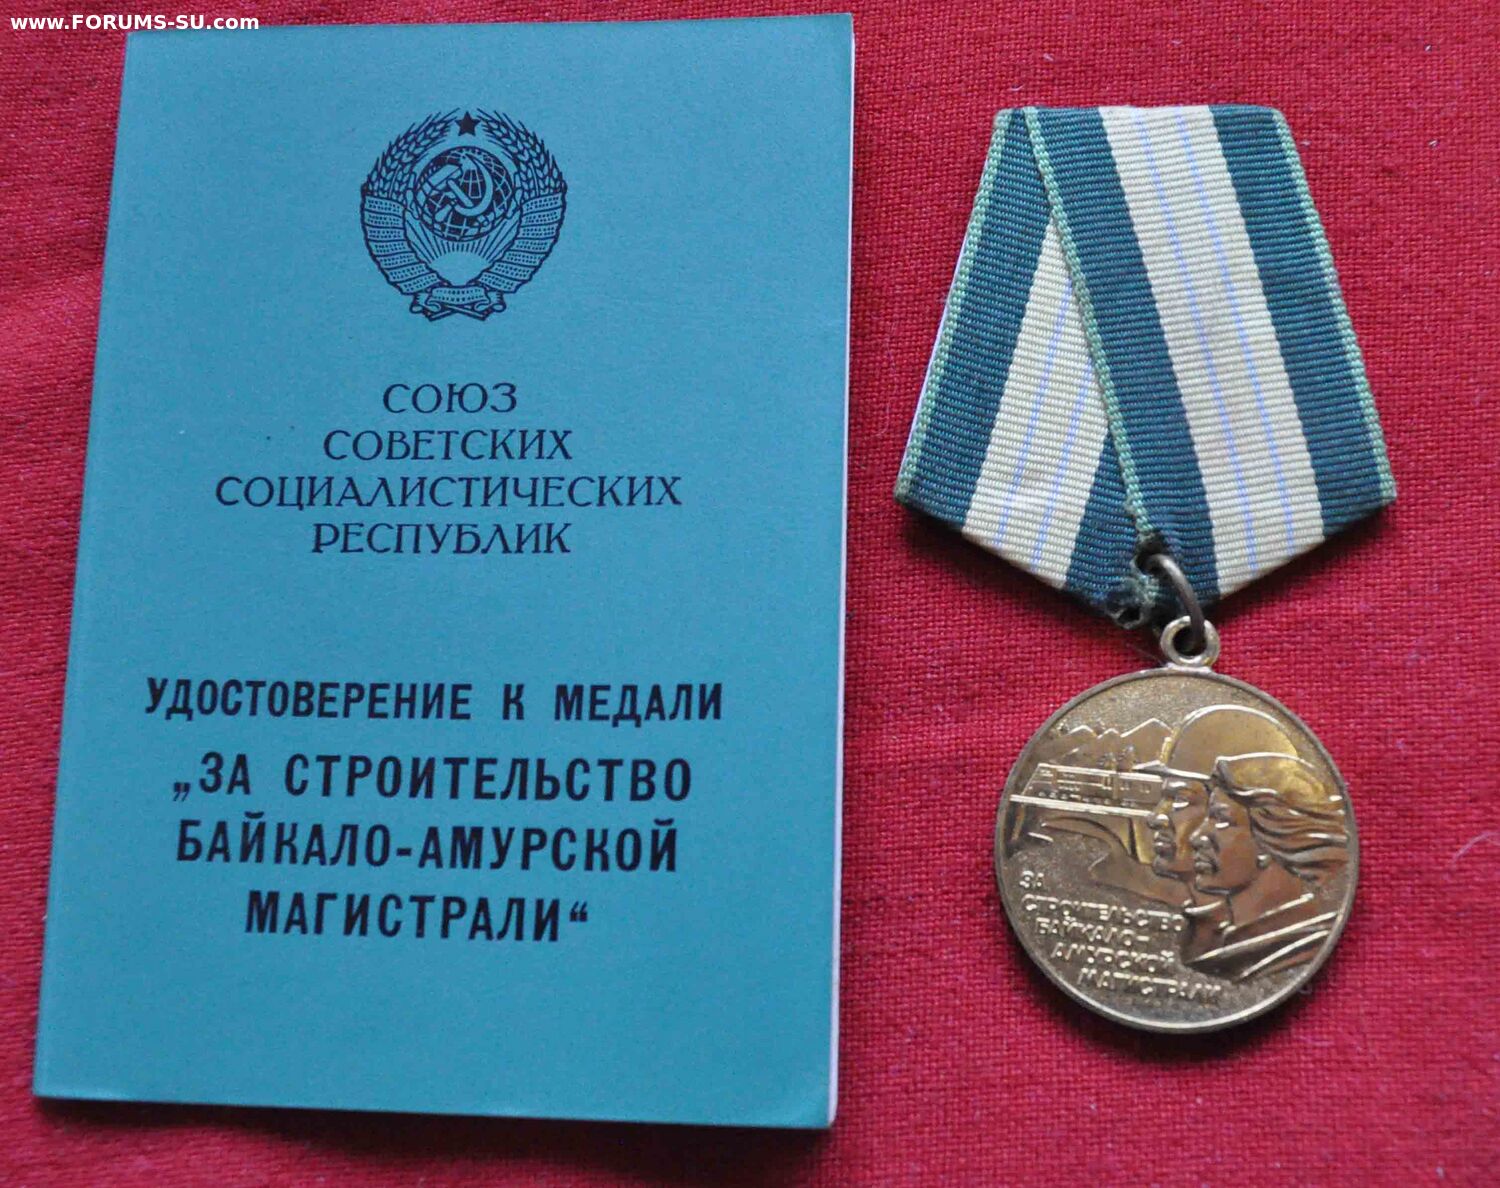 www.FORUMS-SU.com
СОЮЗ
СОВЕТСКИХ
СОЦИАЛИСТИЧЕСКИХ
РЕСПУБЛИК
УДОСТОВЕРЕНИЕ К МЕДАЛИ
„ЗА СТРОИТЕЛЬСТВО
БАЙКАЛО-АМУРСКОЙ
МАГИСТРАЛИ“
ЗА
СТРОИТЕЛЬСТВО
БАЙКАЛО-
АМУРСКОЙ
МАГИСТРАЛИ